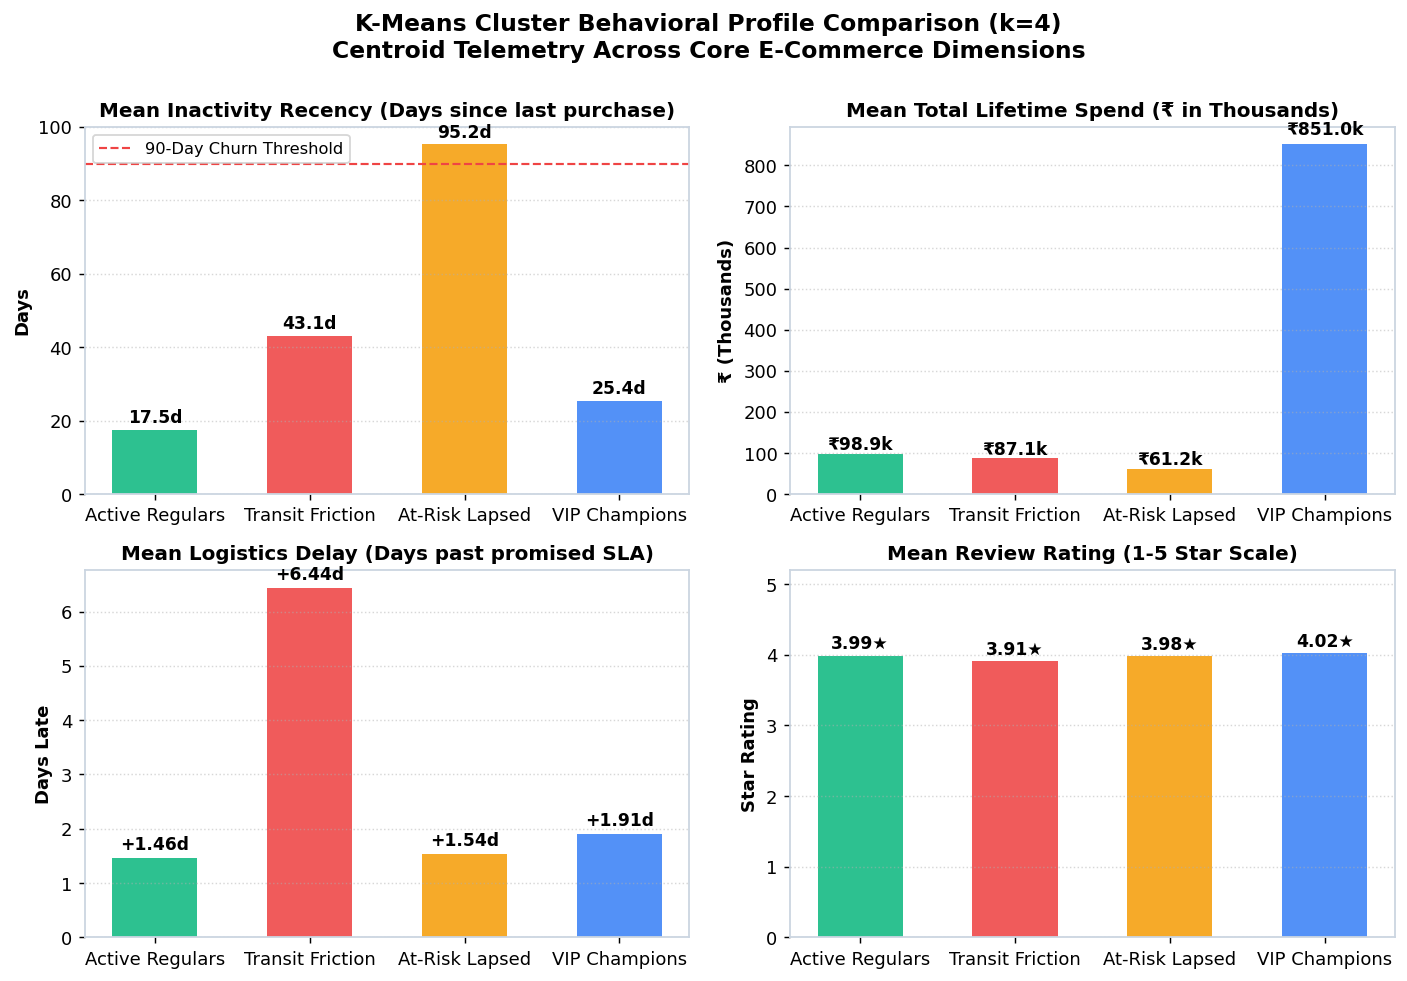 K-Means Cluster Behavioral Profile Comparison (k=4)
Centroid Telemetry Across Core E-Commerce Dimensions
Mean Inactivity Recency (Days since last purchase)
90-Day Churn Threshold
Days
100
80
60
40
20
0
17.5d
43.1d
95.2d
25.4d
Active Regulars
Transit Friction
At-Risk Lapsed
VIP Champions
Mean Total Lifetime Spend (₹ in Thousands)
₹ (Thousands)
800
700
600
500
400
300
200
100
0
₹98.9k
₹87.1k
₹61.2k
₹851.0k
Active Regulars
Transit Friction
At-Risk Lapsed
VIP Champions
Mean Logistics Delay (Days past promised SLA)
Days Late
6
5
4
3
2
1
0
+1.46d
+6.44d
+1.54d
+1.91d
Active Regulars
Transit Friction
At-Risk Lapsed
VIP Champions
Mean Review Rating (1-5 Star Scale)
Star Rating
5
4
3
2
1
0
3.99★
3.91★
3.98★
4.02★
Active Regulars
Transit Friction
At-Risk Lapsed
VIP Champions